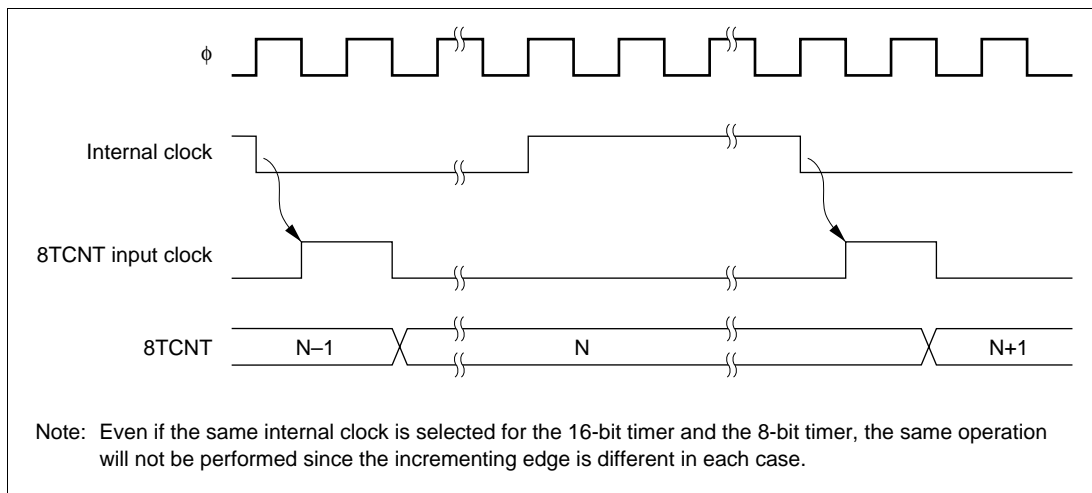 ϕ
Internal clock
8TCNT input clock
8TCNT
N–1
N
N+1
Note: Even if the same internal clock is selected for the 16-bit timer and the 8-bit timer, the same operation
will not be performed since the incrementing edge is different in each case.